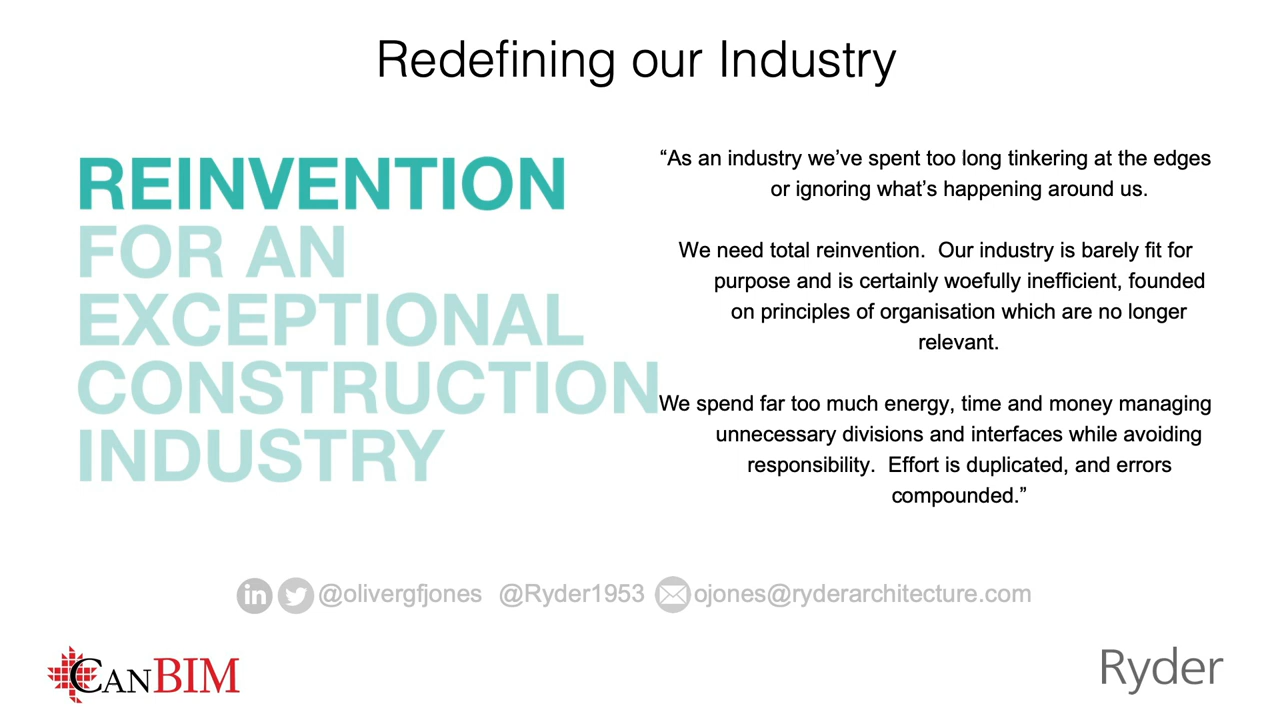 Redefining our Industry
REINVENTION
FOR AN
EXCEPTIONAL
CONSTRUCTION
INDUSTRY
“As an industry we’ve spent too long tinkering at the edges
or ignoring what’s happening around us.
We need total reinvention.  Our industry is barely fit for
purpose and is certainly woefully inefficient, founded
on principles of organisation which are no longer
relevant.
We spend far too much energy, time and money managing
unnecessary divisions and interfaces while avoiding
responsibility.  Effort is duplicated, and errors
compounded.”
in @olivergfjones @Ryder1953 ojones@ryderarchitecture.com
CANBIM
Ryder